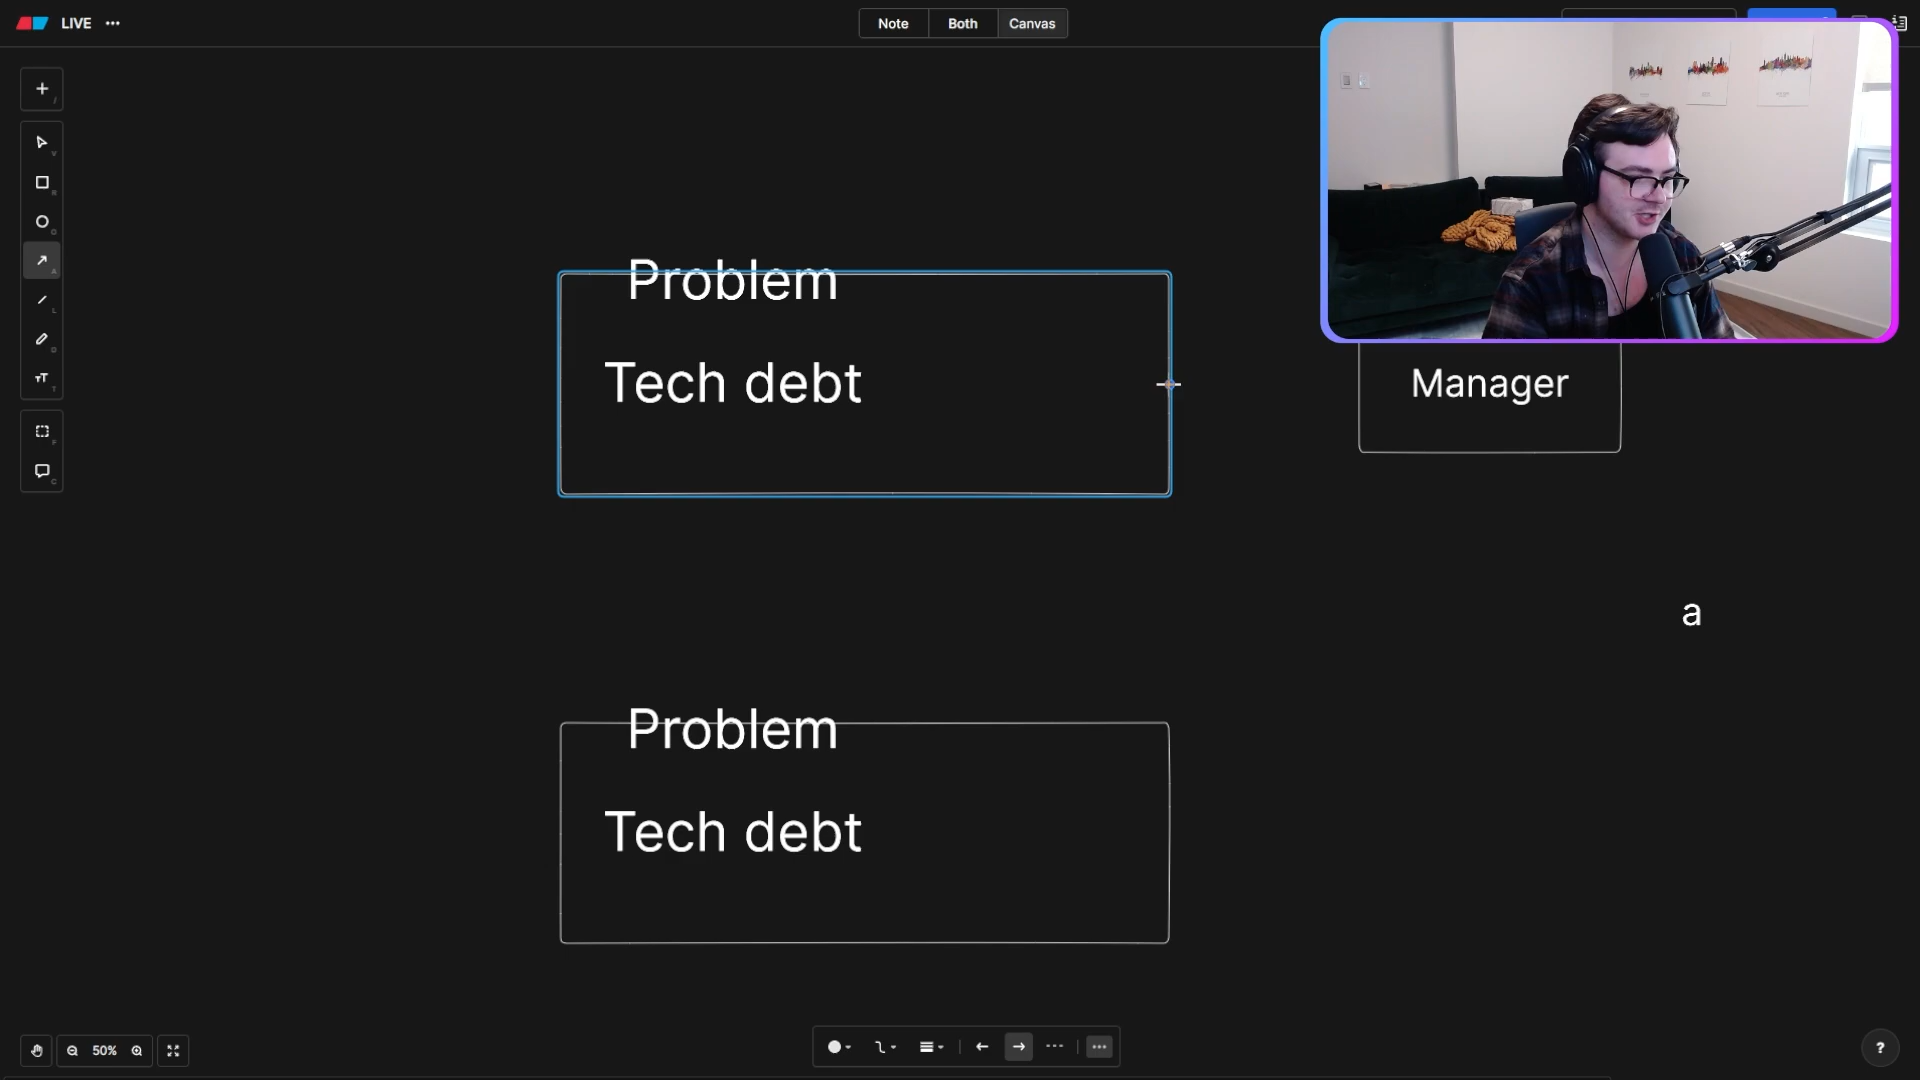 LIVE
Note
Both
Canvas
Problem
Tech debt
Manager
a
Problem
Tech debt
50%
?